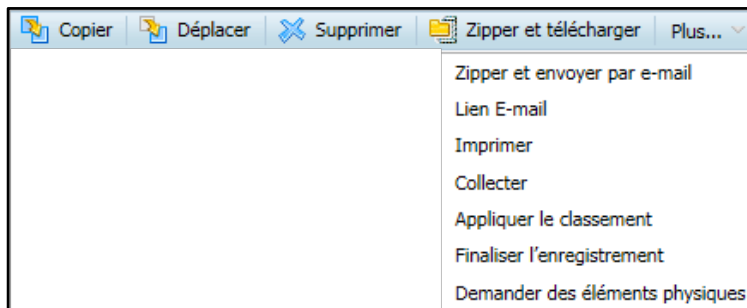 Copier Déplacer Supprimer Zipper et télécharger Plus...
Zipper et envoyer par e-mail
Lien E-mail
Imprimer
Collecter
Appliquer le classement
Finaliser l'enregistrement
Demander des éléments physiques